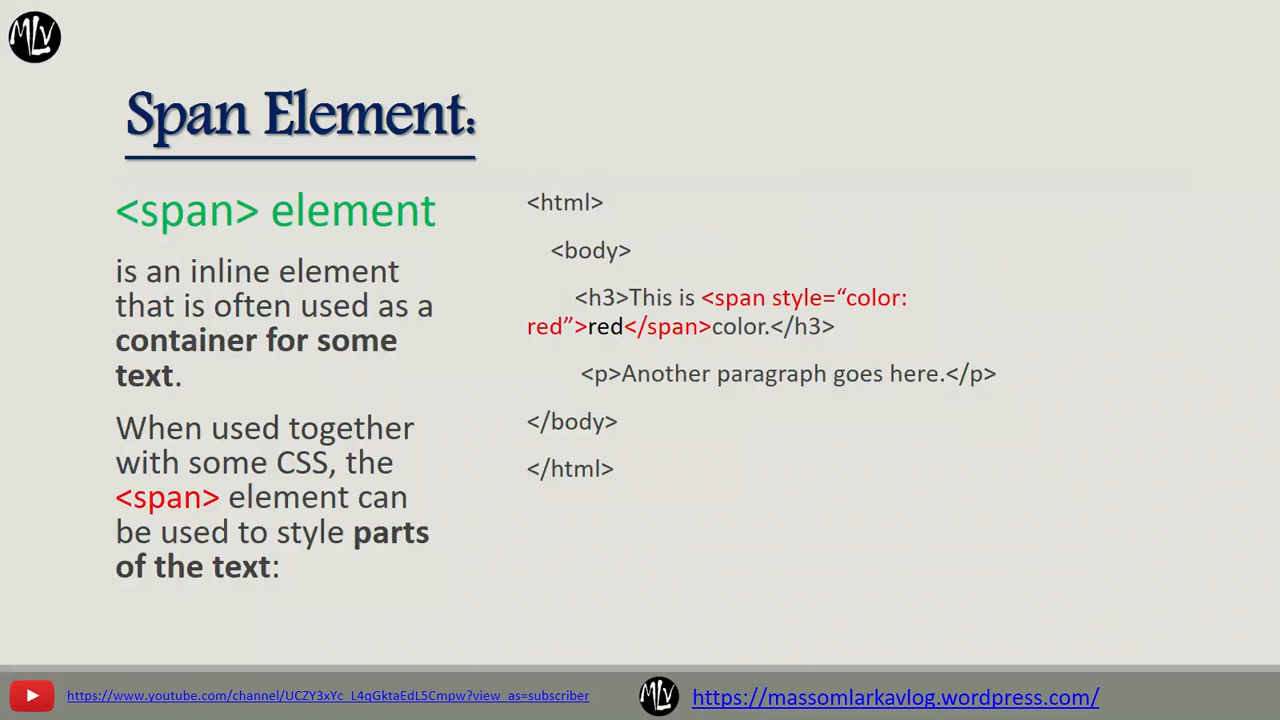 MLV
Span Element:
<span> element
is an inline element
that is often used as a
container for some
text.
When used together
with some CSS, the
<span> element can
be used to style parts
of the text:
<html>
<body>
<h3>This is <span style=“color:
red”>red</span>color.</h3>
<p>Another paragraph goes here.</p>
</body>
</html>
https://www.youtube.com/channel/UCZY3xYc_L4qGktaEdL5Cmpw?view_as=subscriber
MLV
https://massomlarkavlog.wordpress.com/